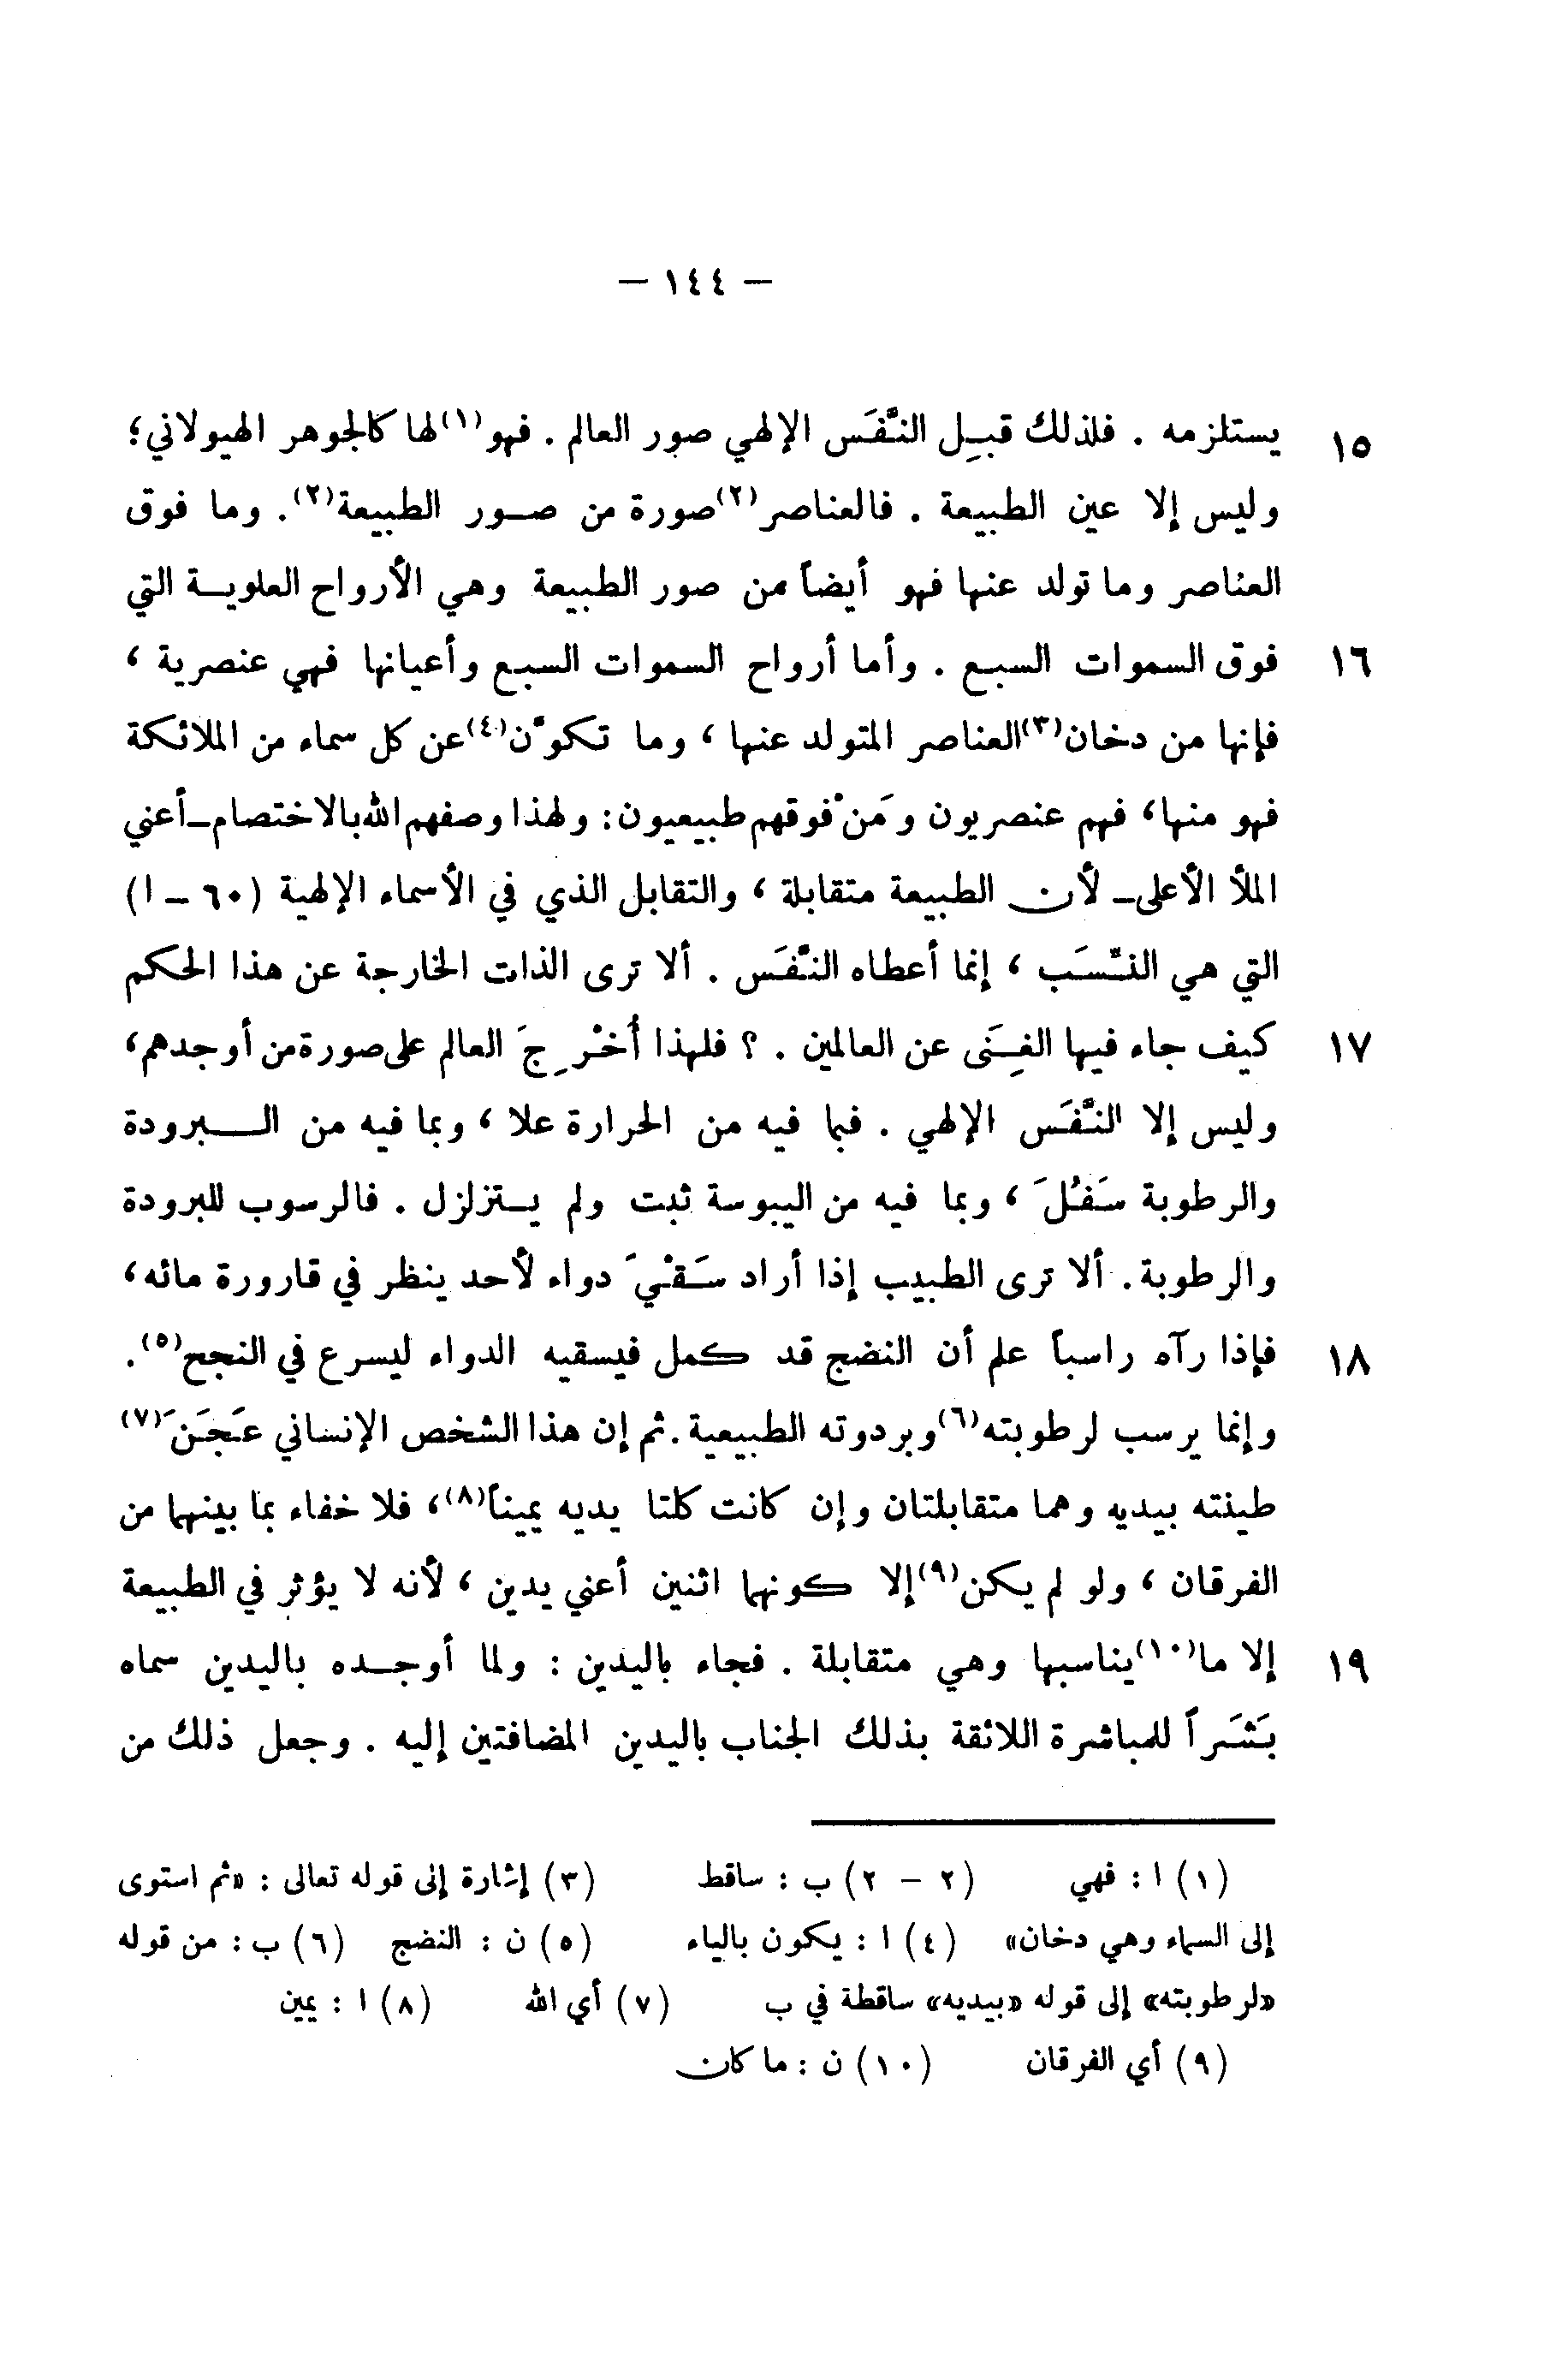 — ١٤٤ —
١٥ يستلزمه . فلذلك قبِل النَّفَس الإلهي صور العالم . فهو(١) لها كالجوهر الهيولاني؛
وليس إلا عين الطبيعة . فالعناصر(٢) صورة من صور الطبيعة(٢). وما فوق
العناصر وما تولد عنها فهو أيضاً من صور الطبيعة وهي الأرواح العلوية التي
١٦ فوق السموات السبع . وأما أرواح السموات السبع وأعيانها فهي عنصرية ،
فإنها من دخان(٣) العناصر المتولد عنها ، وما تكوَّن(٤) عن كل سماء من الملائكة
فهو منها، فهم عنصريون ومَنْ فوقهم طبيعيون: ولهذا وصفهم الله بالاختصام ـ أعني
الملأ الأعلى ـ لأن الطبيعة متقابلة ، والتقابل الذي في الأسماء الإلهية (٦٠ ـ ا)
التي هي النِّسَب ، إنما أعطاه النَّفَس . ألا ترى الذات الخارجة عن هذا الحكم
١٧ كيف جاء فيها الغِنَى عن العالمين . ؟ فلهذا أُخْرِجَ العالم على صورة من أوجدهم،
وليس إلا النَّفَس الإلهي . فبما فيه من الحرارة علا ، وبما فيه من البرودة
والرطوبة سَفُلَ ، وبما فيه من اليبوسة ثبت ولم يتزلزل . فالرسوب للبرودة
والرطوبة . ألا ترى الطبيب إذا أراد سَقْيَ دواء لأحد ينظر في قارورة مائه،
١٨ فإذا رآه راسباً علم أن النضج قد كمل فيسقيه الدواء ليسرع في النجح(٥).
وإنما يرسب لرطوبته(٦) وبردوته الطبيعية . ثم إن هذا الشخص الإنساني عَجَنَ(٧)
طينته بيديه وهما متقابلتان وإن كانت كلتا يديه يميناً(٨)، فلا خفاء بما بينهما من
الفرقان ، ولو لم يكن(٩) إلا كونهما اثنين أعني يدين ، لأنه لا يؤثر في الطبيعة
١٩ إلا ما(١٠) يناسبها وهي متقابلة . فجاء باليدين : ولما أوجده باليدين سماه
بَشَراً للمباشرة اللائقة بذلك الجناب باليدين المضافتين إليه . وجعل ذلك من
(١) ا : فهي (٢ – ٢) ب : ساقط (٣) إشارة إلى قوله تعالى : «ثم استوى
إلى السماء وهي دخان» (٤) ا : يكون بالياء (٥) ن : النضج (٦) ب : من قوله
«لرطوبته» إلى قوله «بيديه» ساقطة في ب (٧) أي الله (٨) ا : يمين
(٩) أي الفرقان (١٠) ن : ما كان